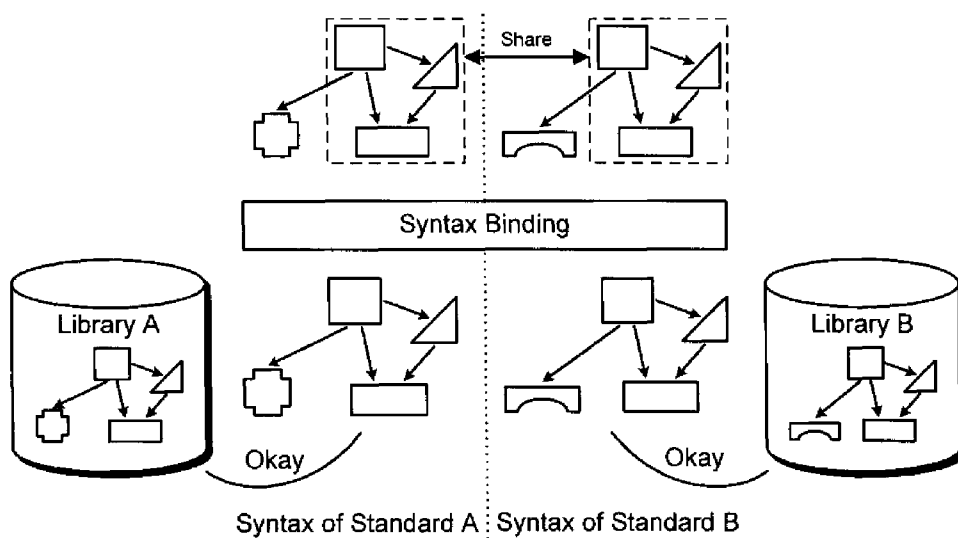 Share
Syntax Binding
Library A
Library B
Okay
Okay
Syntax of Standard A
Syntax of Standard B